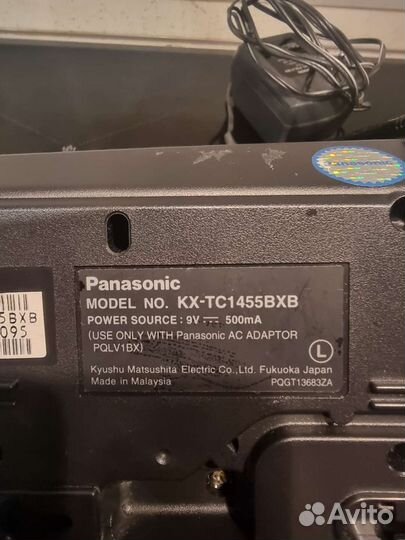 Panasonic
5BXB
095
Panasonic
MODEL NO. KX-TC1455BXB
POWER SOURCE : 9V ⎓ 500mA
(USE ONLY WITH Panasonic AC ADAPTOR
PQLV1BX)
L
Kyushu Matsushita Electric Co., Ltd. Fukuoka Japan
Made in Malaysia
PQGT13683ZA
Avito